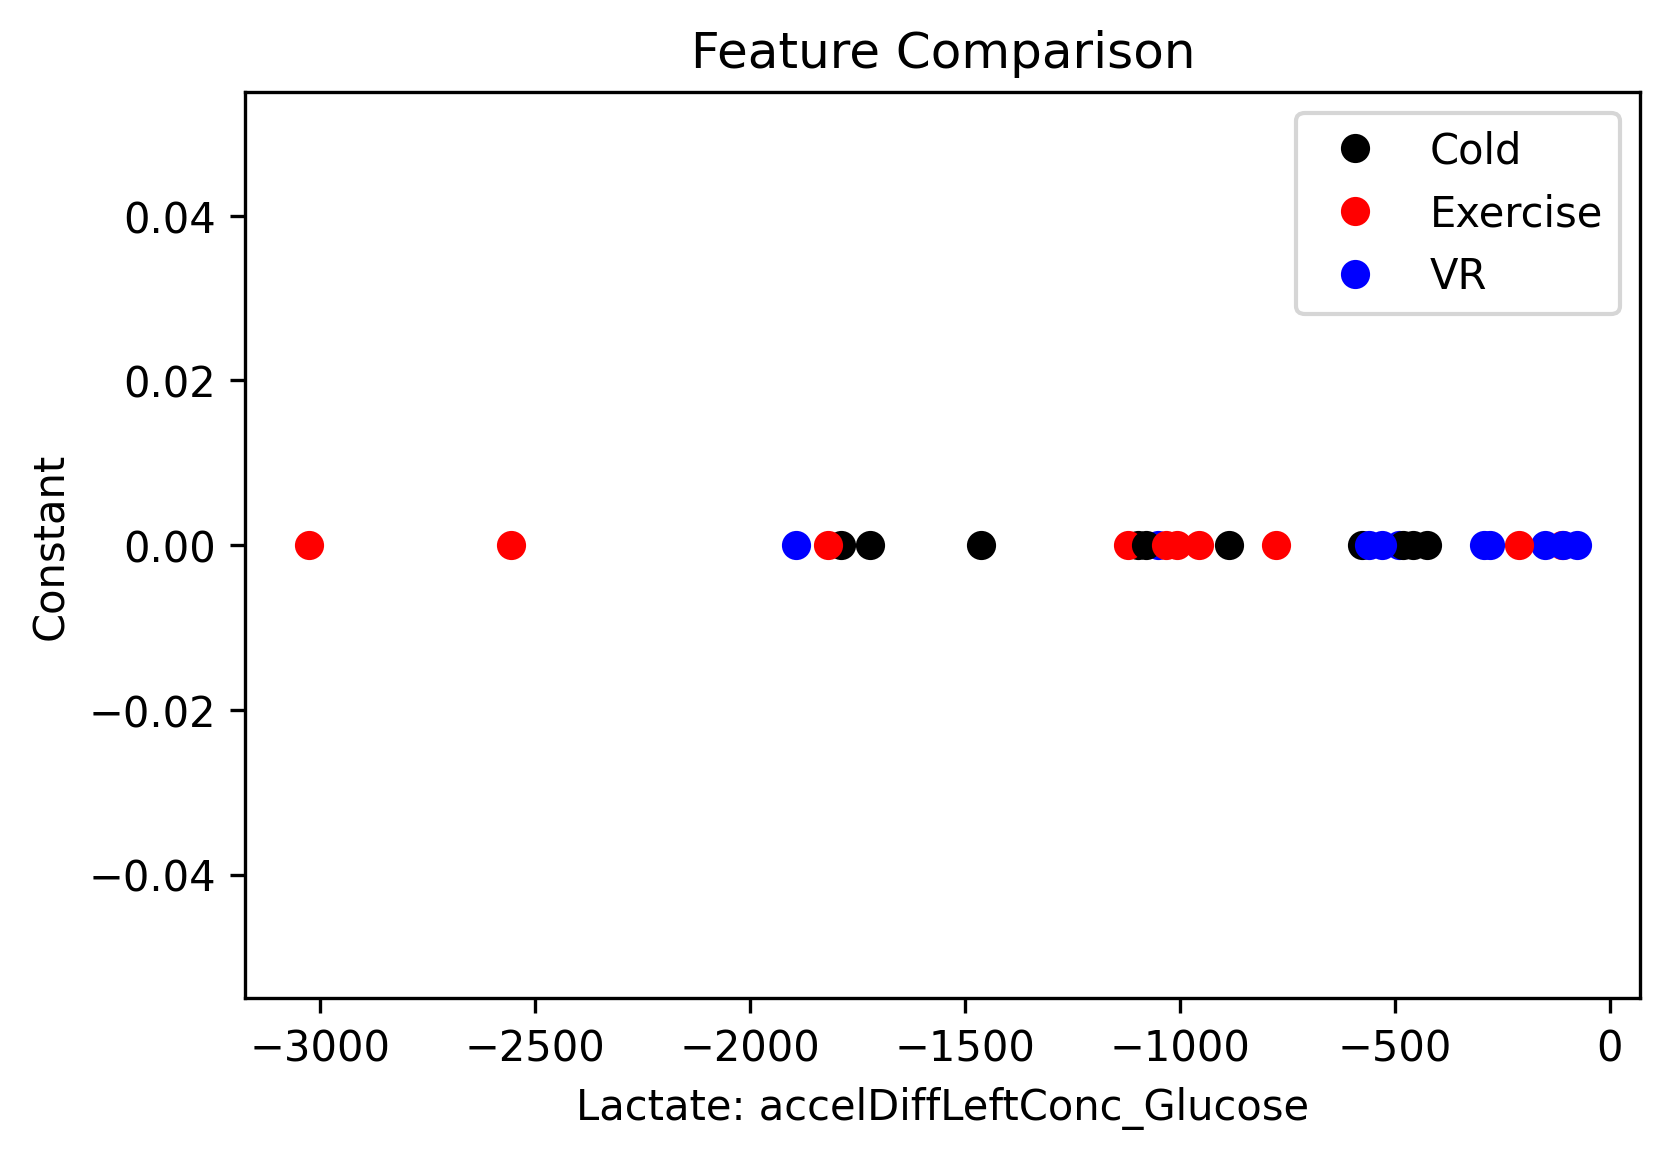 Feature Comparison
Cold
Exercise
VR
0.04
0.02
0.00
−0.02
−0.04
Constant
−3000 −2500 −2000 −1500 −1000 −500 0
Lactate: accelDiffLeftConc_Glucose